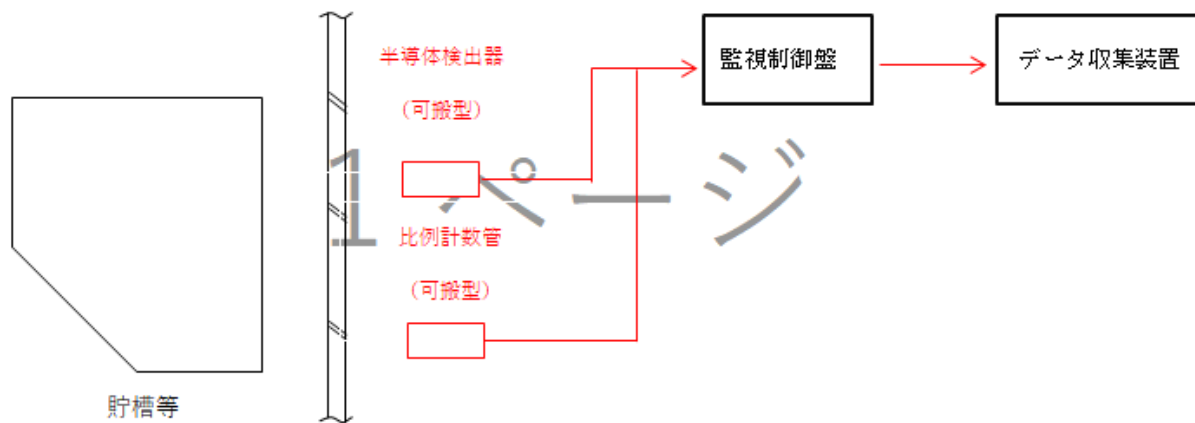 半導体検出器
(可搬型)
監視制御盤
データ収集装置
1 ページ
比例計数管
(可搬型)
貯槽等